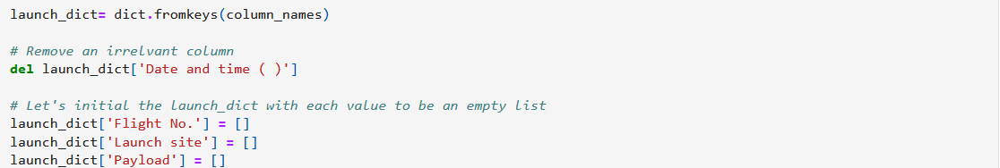 launch_dict= dict.fromkeys(column_names)
# Remove an irrelvant column
del launch_dict['Date and time ( )']
# Let's initial the launch_dict with each value to be an empty list
launch_dict['Flight No.'] = []
launch_dict['Launch site'] = []
launch_dict['Payload'] = []